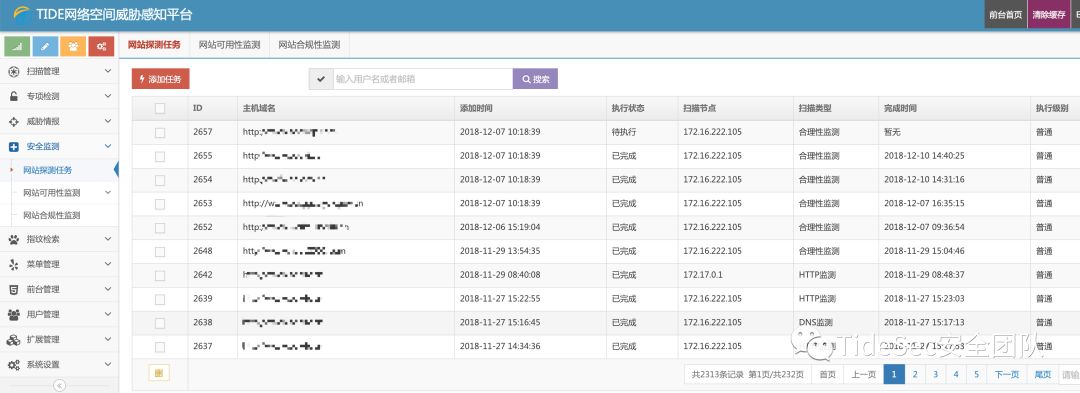 TIDE网络空间威胁感知平台
前台首页 清除缓存
网站探测任务 网站可用性监测 网站合规性监测
扫描管理
专项检测
威胁情报
安全监测
网站探测任务
网站可用性监测
网站合规性监测
指纹检索
菜单管理
前台管理
用户管理
扩展管理
系统设置
添加任务 输入用户名或者邮箱 搜索
ID 主机域名 添加时间 执行状态 扫描节点 扫描类型 完成时间 执行级别
2657 http: 2018-12-07 10:18:39 待执行 172.16.222.105 合理性监测 暂无 普通
2655 http 2018-12-07 10:18:39 已完成 172.16.222.105 合理性监测 2018-12-10 14:40:25 普通
2654 http 2018-12-07 10:18:39 已完成 172.16.222.105 合理性监测 2018-12-10 14:31:16 普通
2653 http://w n 2018-12-07 10:18:39 已完成 172.16.222.105 合理性监测 2018-12-07 16:35:15 普通
2652 http 2018-12-06 15:19:04 已完成 172.16.222.105 合理性监测 2018-12-07 09:36:54 普通
2648 http n 2018-11-29 13:54:35 已完成 172.16.222.105 合理性监测 2018-11-29 15:04:46 普通
2642 2018-11-29 08:40:08 已完成 172.17.0.1 HTTP监测 2018-11-29 08:48:37 普通
2639 2018-11-27 15:22:55 已完成 172.16.222.105 HTTP监测 2018-11-27 15:23:03 普通
2638 2018-11-27 15:16:45 已完成 172.16.222.105 DNS监测 2018-11-27 15:17:13 普通
2637 2018-11-27 14:34:36 已完成 172.16.222.105 普通
TideSec安全团队
共2313条记录 第1页/共232页 首页 上一页 1 2 3 4 5 下一页 尾页 请输